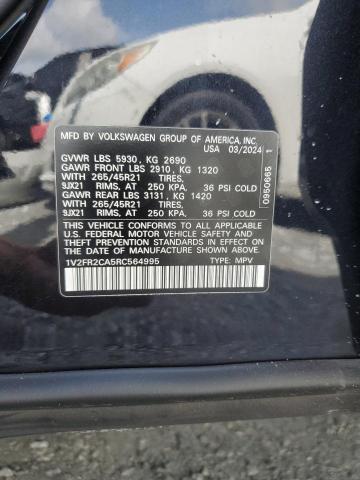 MFD. BY VOLKSWAGEN GROUP OF AMERICA, INC.
USA 03/2024
GVWR LBS 5930, KG 2690
GAWR FRONT LBS 2910, KG 1320
WITH 265/45R21 TIRES,
9JX21 RIMS, AT 250 KPA, 36 PSI COLD
GAWR REAR LBS 3131, KG 1420
WITH 265/45R21 TIRES,
9JX21 RIMS, AT 250 KPA, 36 PSI COLD
THIS VEHICLE CONFORMS TO ALL APPLICABLE
U.S. FEDERAL MOTOR VEHICLE SAFETY
AND THEFT PREVENTION STANDARDS IN EFFECT ON
THE DATE OF MANUFACTURE SHOWN ABOVE
1V2FR2CA5RC564995 TYPE: MPV
0950665 1